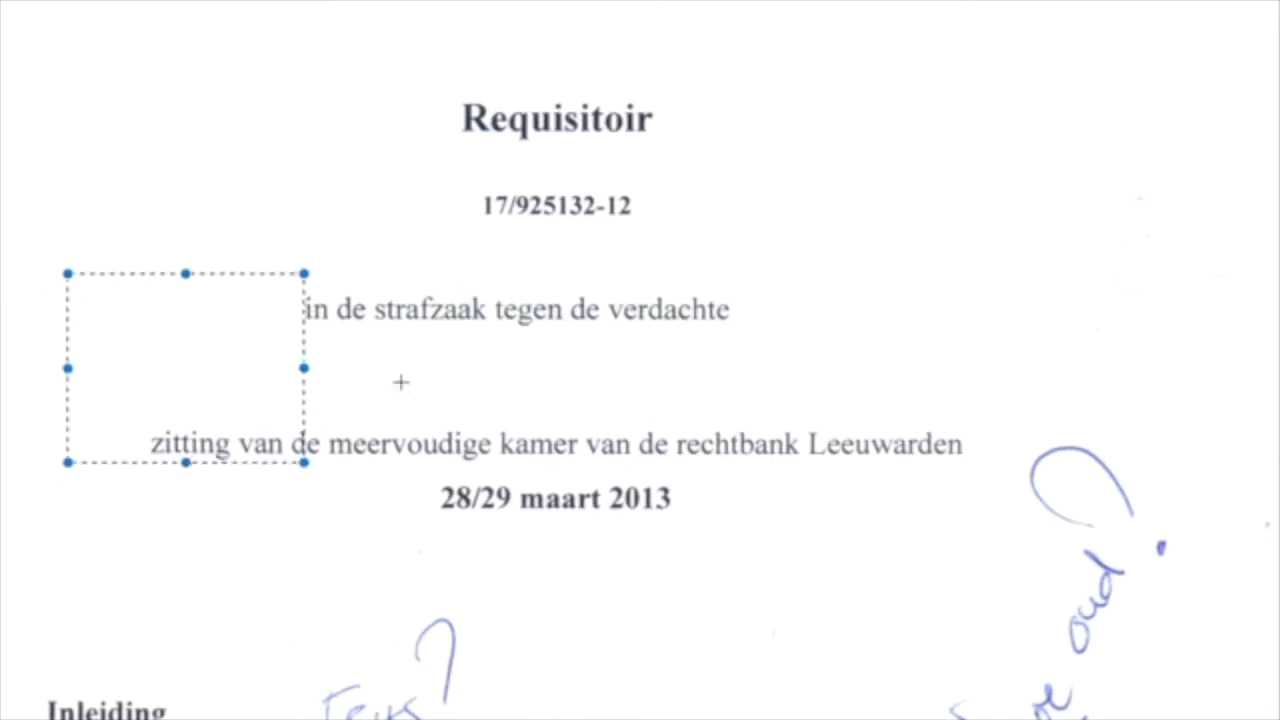 Requisitoir
17/925132-12
in de strafzaak tegen de verdachte
zitting van de meervoudige kamer van de rechtbank Leeuwarden
28/29 maart 2013
oud?
Inleiding